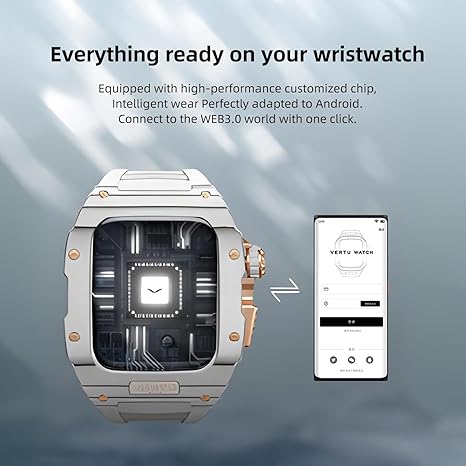 Everything ready on your wristwatch
Equipped with high-performance customized chip,
Intelligent wear Perfectly adapted to Android.
Connect to the WEB3.0 world with one click.
VERTU WATCH